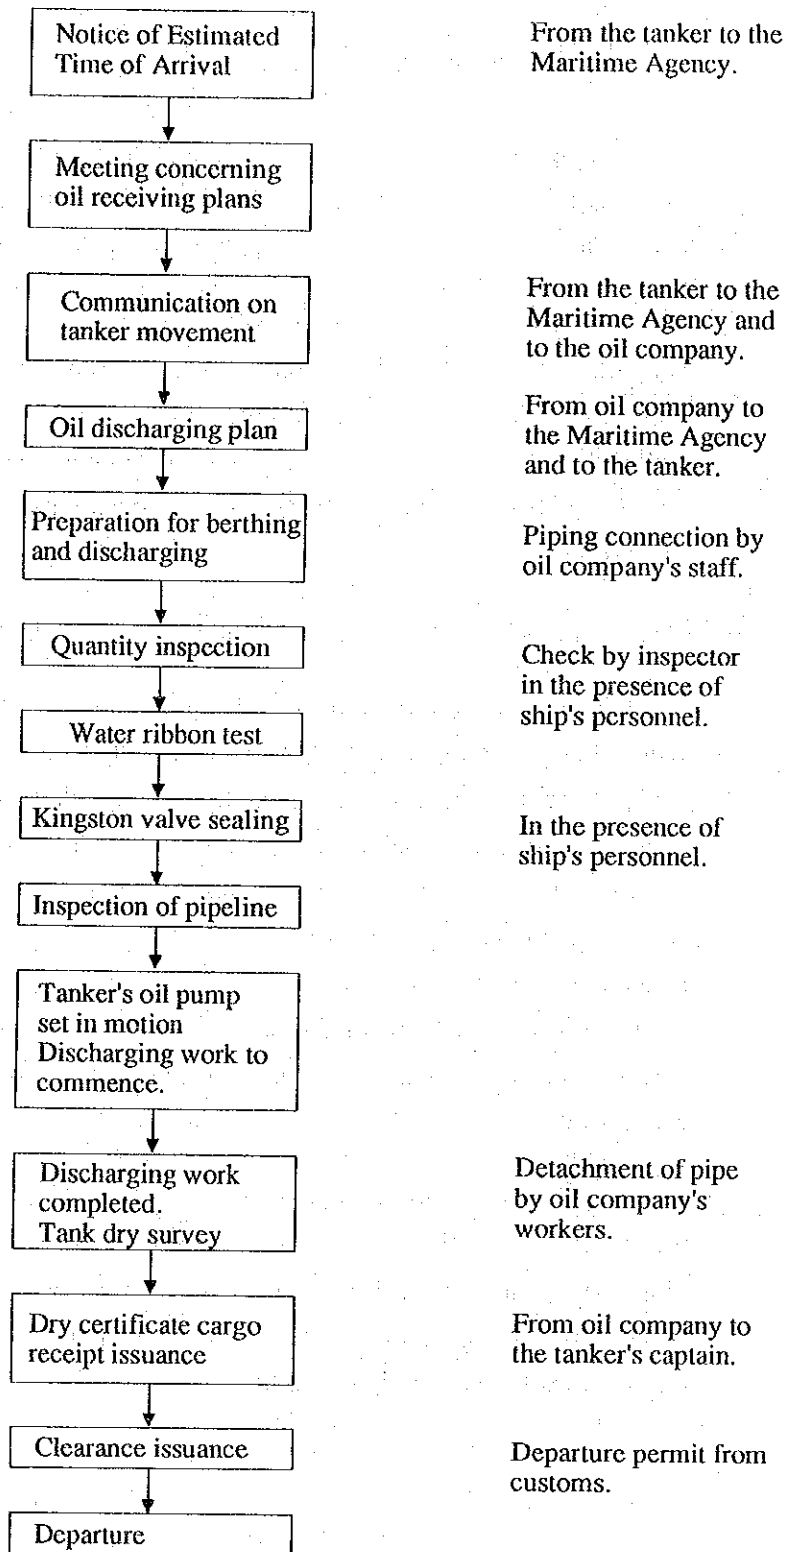 Notice of Estimated
Time of Arrival
From the tanker to the
Maritime Agency.
Meeting concerning
oil receiving plans
Communication on
tanker movement
From the tanker to the
Maritime Agency and
to the oil company.
Oil discharging plan
From oil company to
the Maritime Agency
and to the tanker.
Preparation for berthing
and discharging
Piping connection by
oil company's staff.
Quantity inspection
Check by inspector
in the presence of
ship's personnel.
Water ribbon test
Kingston valve sealing
In the presence of
ship's personnel.
Inspection of pipeline
Tanker's oil pump
set in motion
Discharging work to
commence.
Discharging work
completed.
Tank dry survey
Detachment of pipe
by oil company's
workers.
Dry certificate cargo
receipt issuance
From oil company to
the tanker's captain.
Clearance issuance
Departure permit from
customs.
Departure